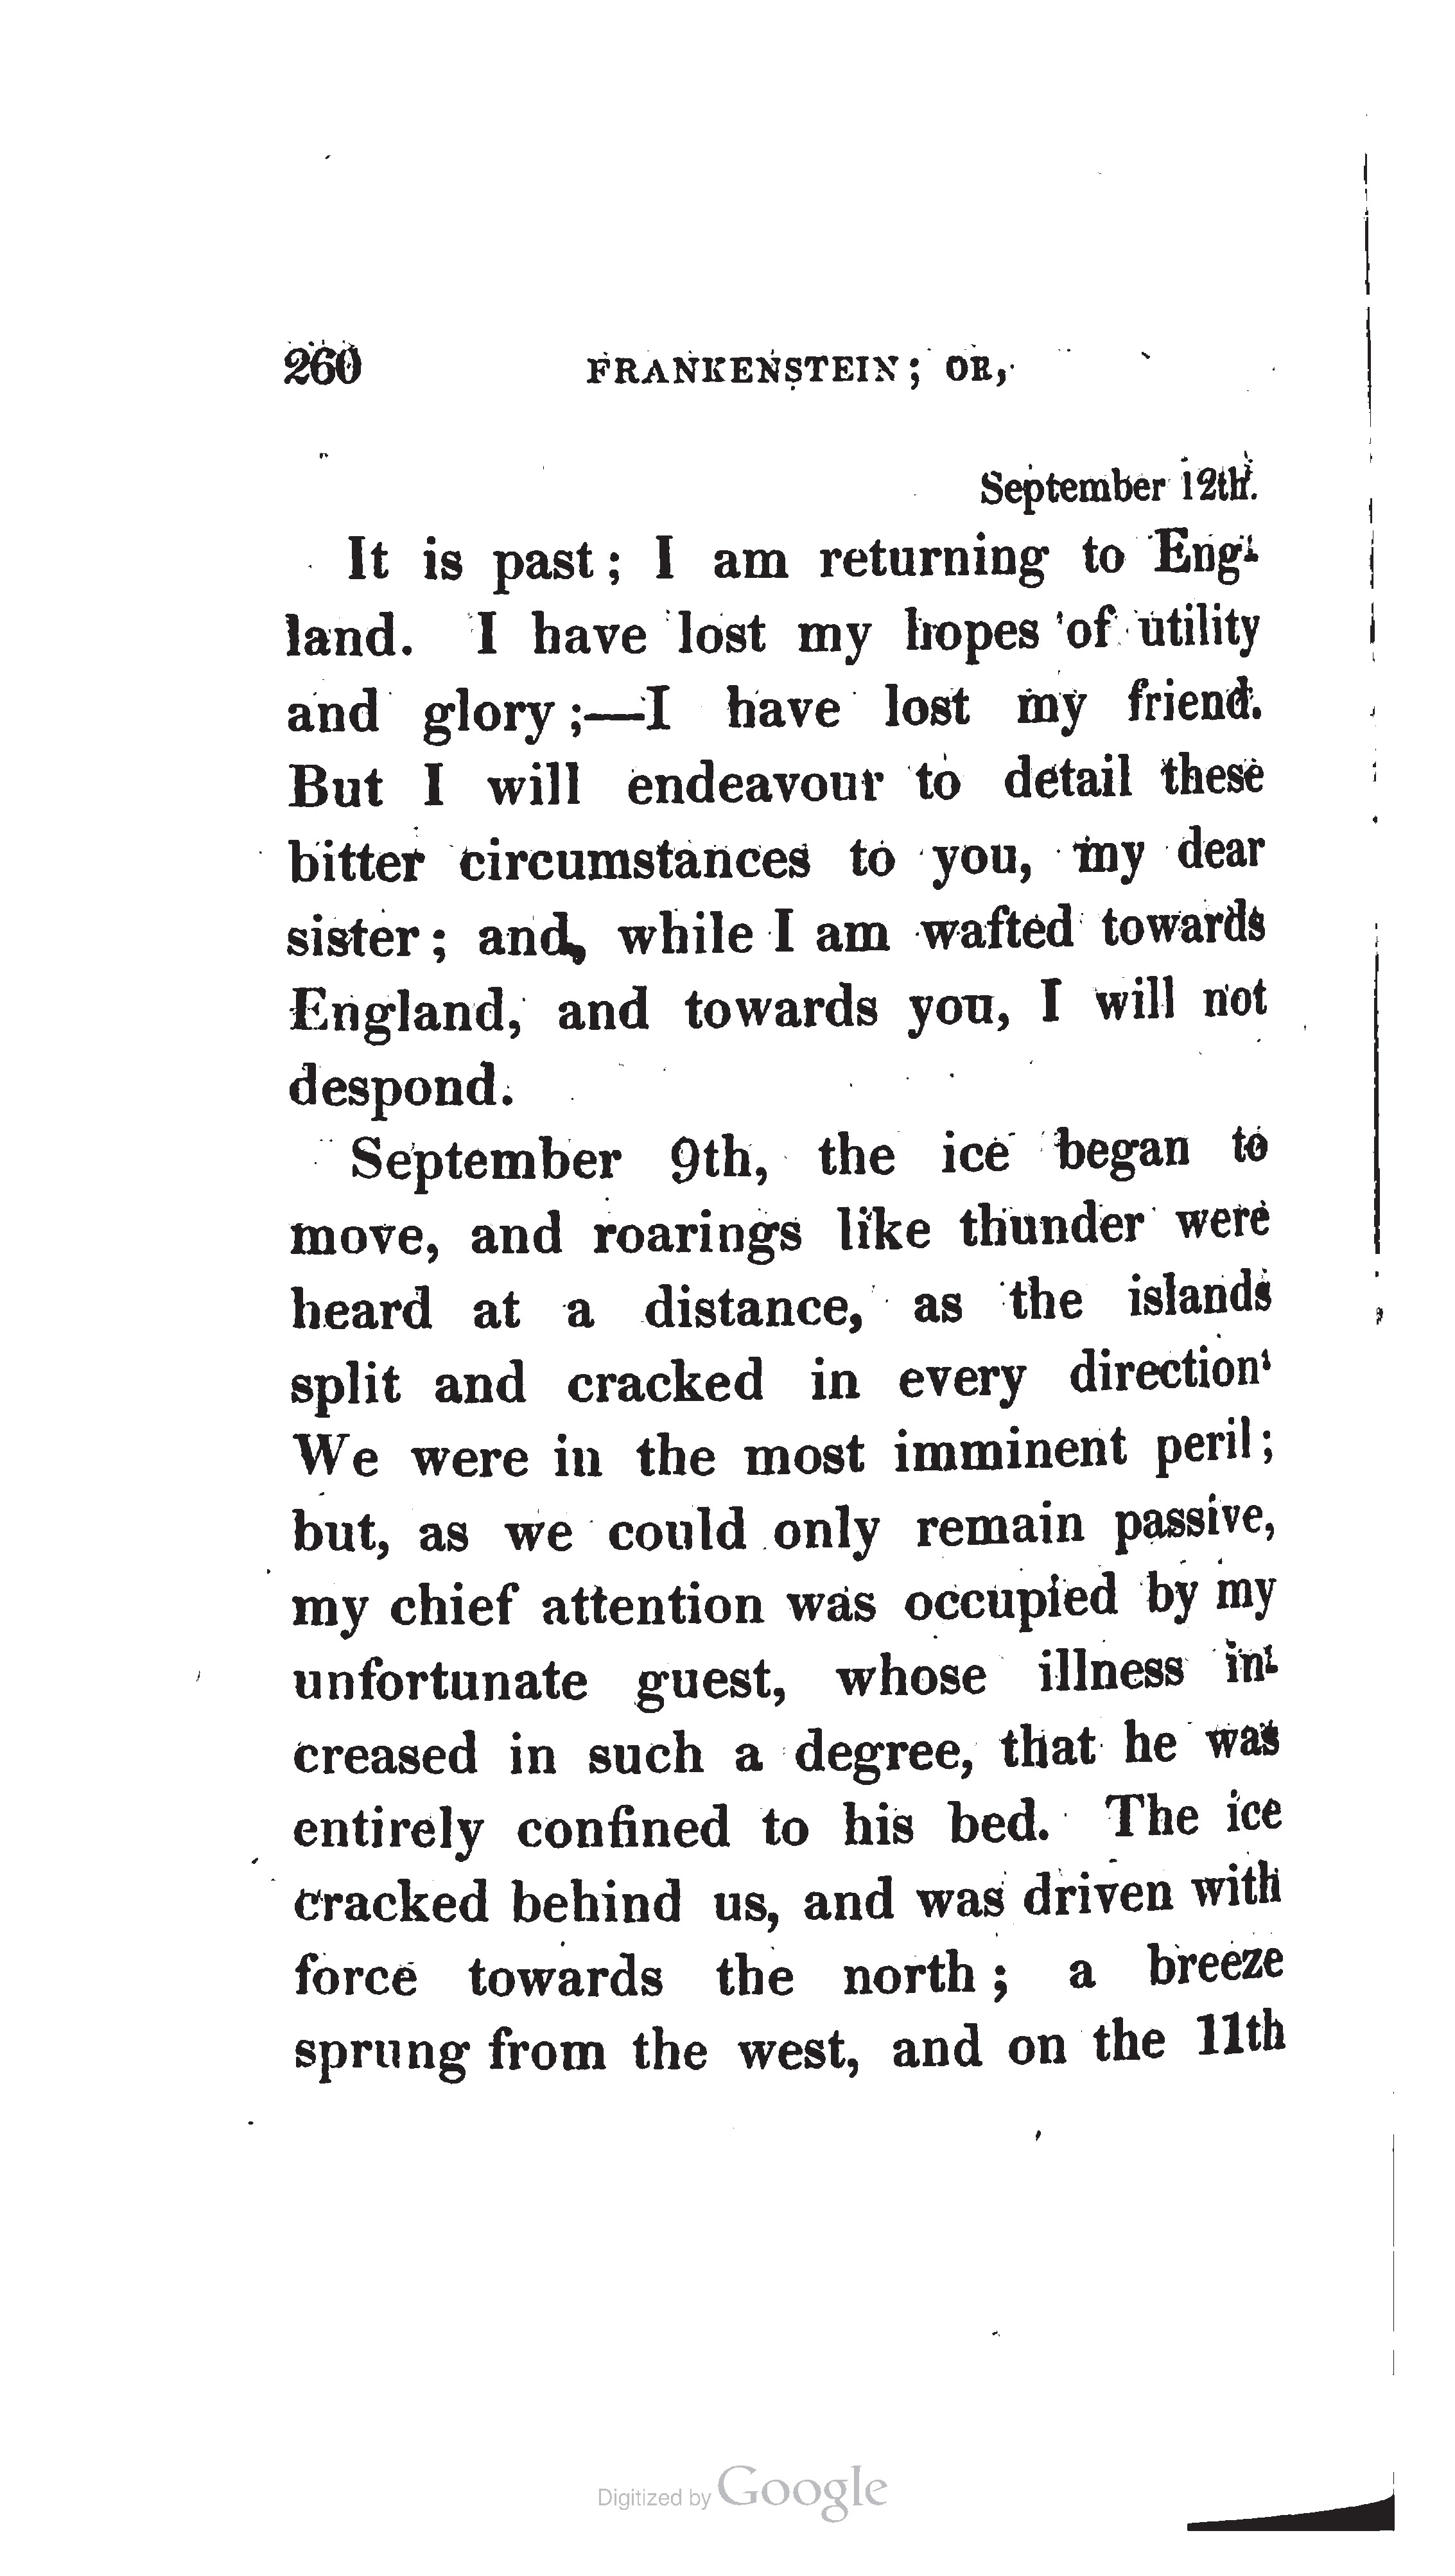 260 FRANKENSTEIN; OR,
September 12th.
It is past; I am returning to Eng-
land. I have lost my hopes of utility
and glory;—I have lost my friend.
But I will endeavour to detail these
bitter circumstances to you, my dear
sister; and, while I am wafted towards
England, and towards you, I will not
despond.
September 9th, the ice began to
move, and roarings like thunder were
heard at a distance, as the islands
split and cracked in every direction.
We were in the most imminent peril;
but, as we could only remain passive,
my chief attention was occupied by my
unfortunate guest, whose illness in-
creased in such a degree, that he was
entirely confined to his bed. The ice
cracked behind us, and was driven with
force towards the north; a breeze
sprung from the west, and on the 11th
Digitized by Google